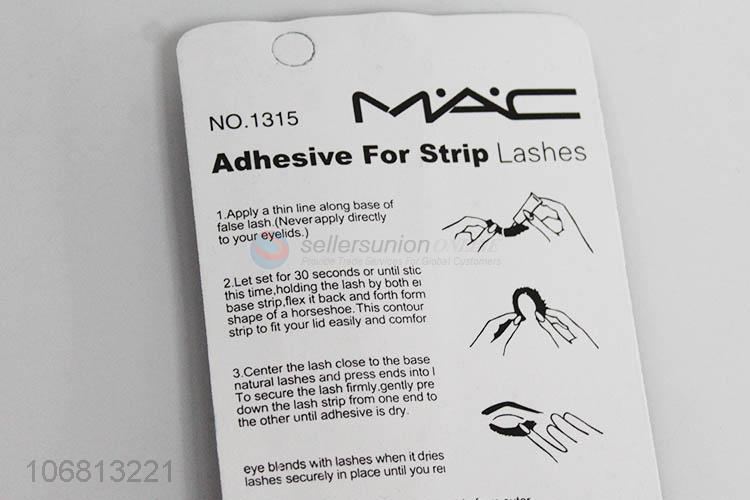 NO.1315
MAC
Adhesive For Strip Lashes
1.Apply a thin line along base of
false lash.(Never apply directly
to your eyelids.)
sellersunion ONLINE
Provide Trade Services For Global Customers
2.Let set for 30 seconds or until stic
this time,holding the lash by both
base strip,flex it back and forth form
shape of a horseshoe.This contour
strip to fit your lid easily and comfor
3.Center the lash close to the base
natural lashes and press ends into
To secure the lash firmly,gently pre
down the lash strip from one end to
the other until adhesive is dry.
eye blends with lashes when it dries
lashes securely in place until you
106813221